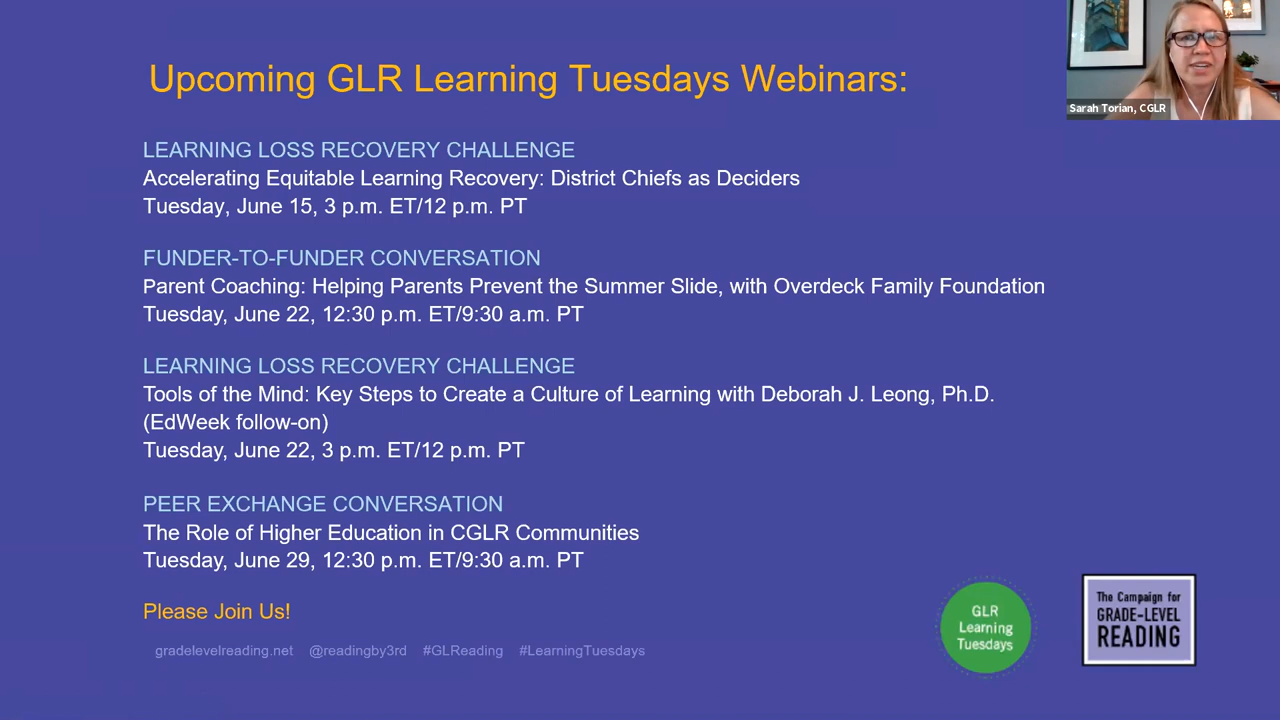 Upcoming GLR Learning Tuesdays Webinars:
Sarah Torian, CGLR
LEARNING LOSS RECOVERY CHALLENGE
Accelerating Equitable Learning Recovery: District Chiefs as Deciders
Tuesday, June 15, 3 p.m. ET/12 p.m. PT
FUNDER-TO-FUNDER CONVERSATION
Parent Coaching: Helping Parents Prevent the Summer Slide, with Overdeck Family Foundation
Tuesday, June 22, 12:30 p.m. ET/9:30 a.m. PT
LEARNING LOSS RECOVERY CHALLENGE
Tools of the Mind: Key Steps to Create a Culture of Learning with Deborah J. Leong, Ph.D.
(EdWeek follow-on)
Tuesday, June 22, 3 p.m. ET/12 p.m. PT
PEER EXCHANGE CONVERSATION
The Role of Higher Education in CGLR Communities
Tuesday, June 29, 12:30 p.m. ET/9:30 a.m. PT
Please Join Us!
gradelevelreading.net @readingby3rd #GLReading #LearningTuesdays
GLR
Learning
Tuesdays
The Campaign for
GRADE-LEVEL
READING